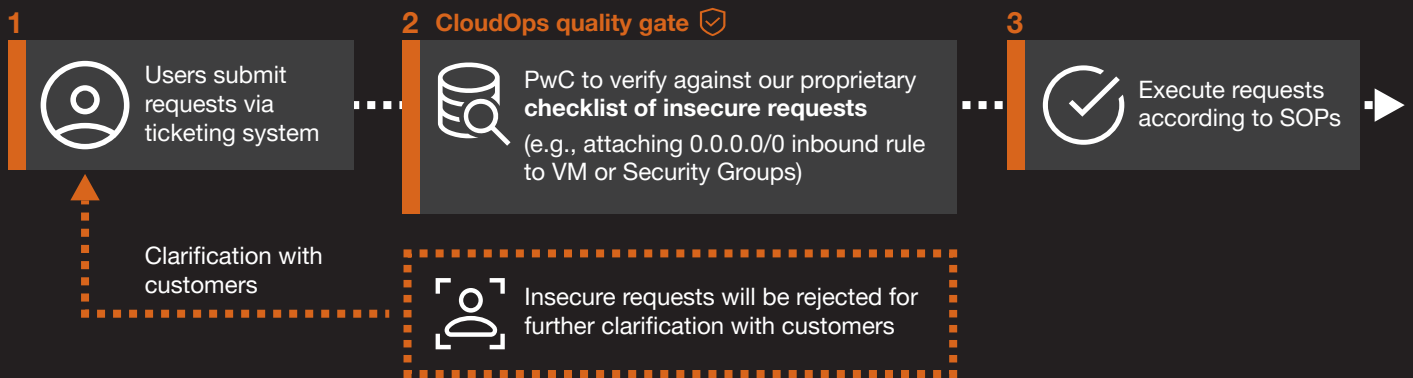 1
Users submit
requests via
ticketing system
2 CloudOps quality gate
PwC to verify against our proprietary
checklist of insecure requests
(e.g., attaching 0.0.0.0/0 inbound rule
to VM or Security Groups)
3
Execute requests
according to SOPs
Clarification with
customers
Insecure requests will be rejected for
further clarification with customers